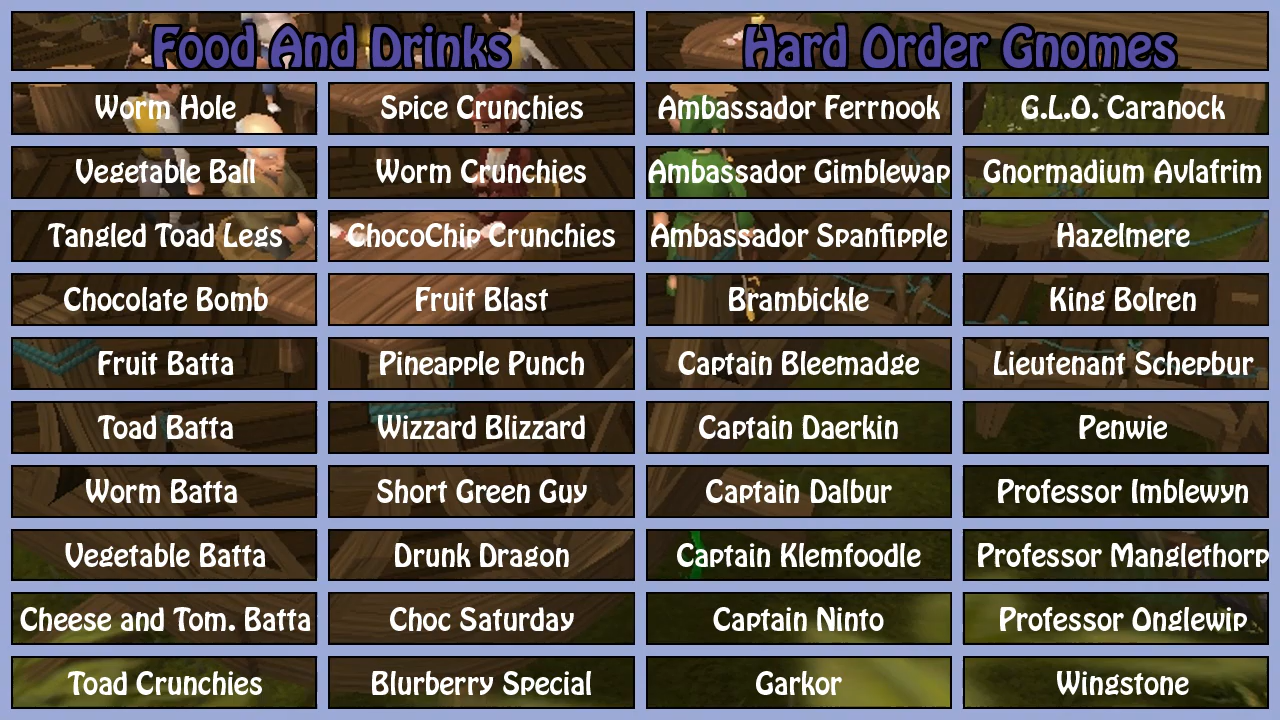 Food And Drinks
Hard Order Gnomes
Worm Hole
Spice Crunchies
Ambassador Ferrnook
G.L.O. Caranock
Vegetable Ball
Worm Crunchies
Ambassador Gimblewap
Gnormadium Avlafrim
Tangled Toad Legs
ChocoChip Crunchies
Ambassador Spanfipple
Hazelmere
Chocolate Bomb
Fruit Blast
Brambickle
King Bolren
Fruit Batta
Pineapple Punch
Captain Bleemadge
Lieutenant Schepbur
Toad Batta
Wizzard Blizzard
Captain Daerkin
Penwie
Worm Batta
Short Green Guy
Captain Dalbur
Professor Imblewyn
Vegetable Batta
Drunk Dragon
Captain Klemfoodle
Professor Manglethorp
Cheese and Tom. Batta
Choc Saturday
Captain Ninto
Professor Onglewip
Toad Crunchies
Blurberry Special
Garkor
Wingstone